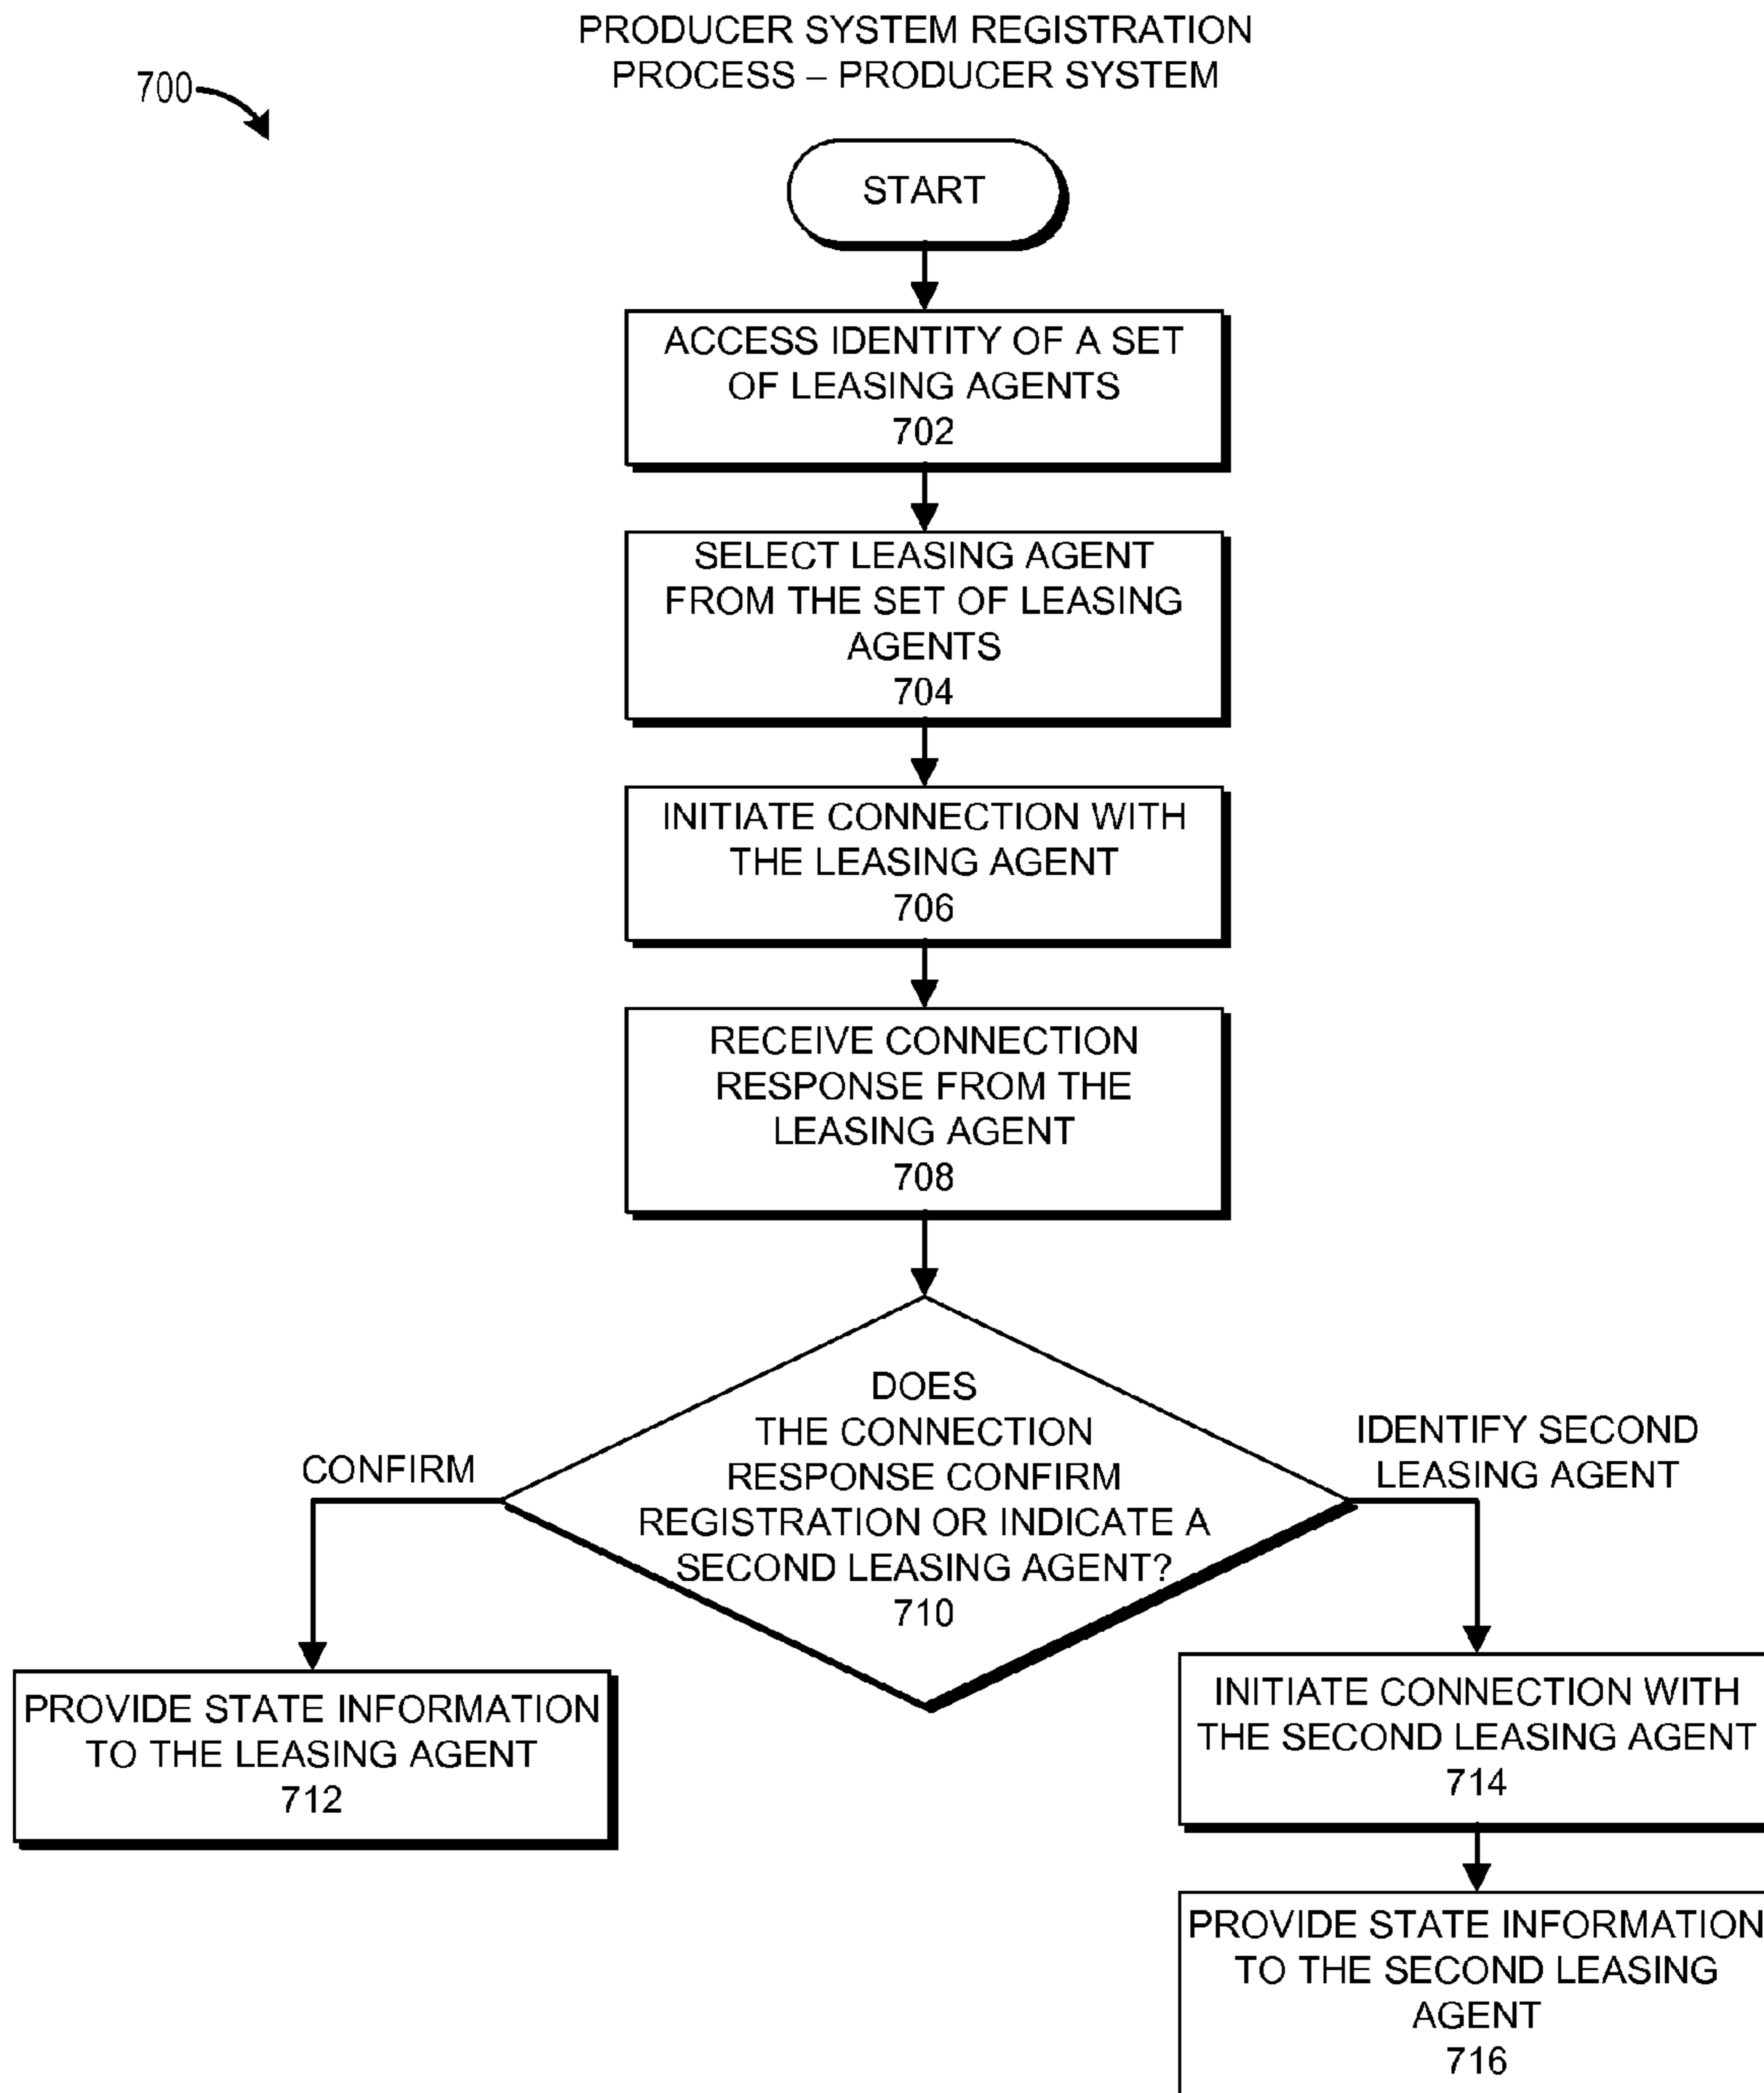 PRODUCER SYSTEM REGISTRATION
PROCESS – PRODUCER SYSTEM
700
START
ACCESS IDENTITY OF A SET
OF LEASING AGENTS
702
SELECT LEASING AGENT
FROM THE SET OF LEASING
AGENTS
704
INITIATE CONNECTION WITH
THE LEASING AGENT
706
RECEIVE CONNECTION
RESPONSE FROM THE
LEASING AGENT
708
DOES
THE CONNECTION
RESPONSE CONFIRM
REGISTRATION OR INDICATE A
SECOND LEASING AGENT?
710
CONFIRM
IDENTIFY SECOND
LEASING AGENT
PROVIDE STATE INFORMATION
TO THE LEASING AGENT
712
INITIATE CONNECTION WITH
THE SECOND LEASING AGENT
714
PROVIDE STATE INFORMATION
TO THE SECOND LEASING
AGENT
716